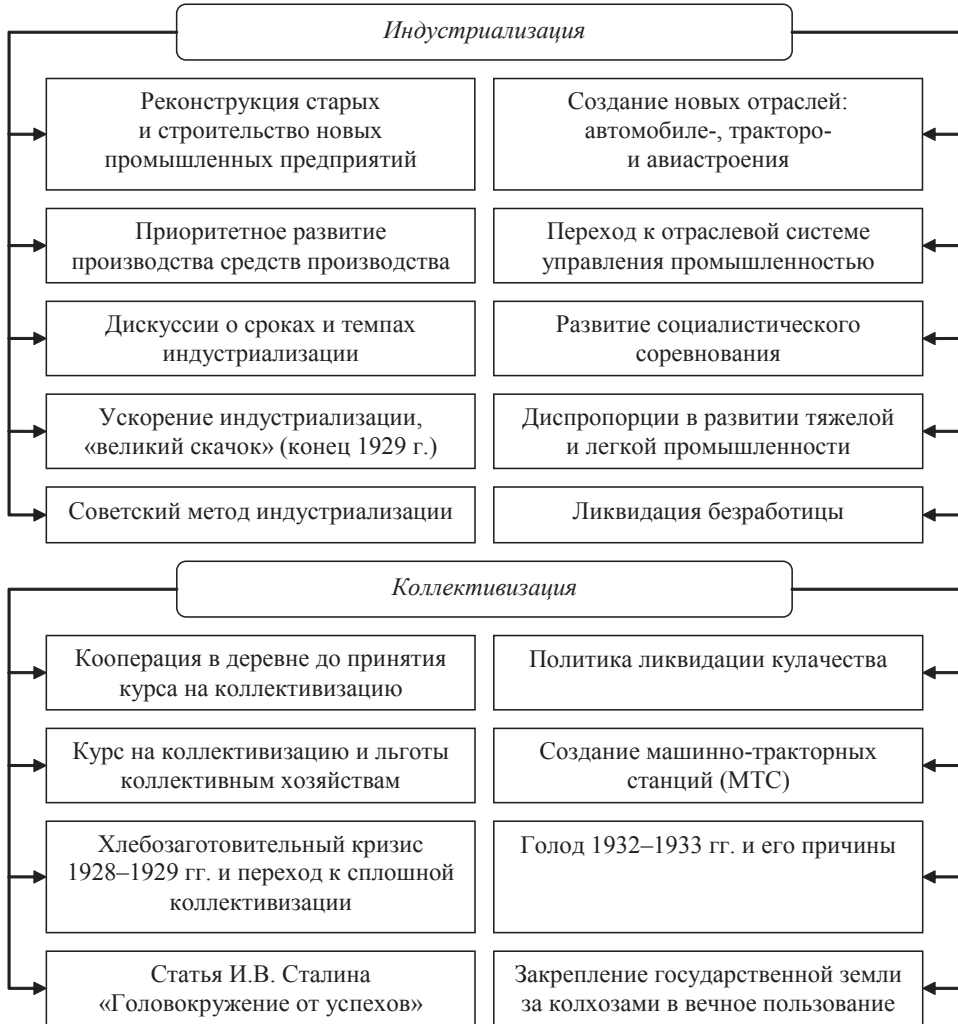 Индустриализация
Реконструкция старых
и строительство новых
промышленных предприятий
Создание новых отраслей:
автомобиле-, тракторо-
и авиастроения
Приоритетное развитие
производства средств производства
Переход к отраслевой системе
управления промышленностью
Дискуссии о сроках и темпах
индустриализации
Развитие социалистического
соревнования
Ускорение индустриализации,
«великий скачок» (конец 1929 г.)
Диспропорции в развитии тяжелой
и легкой промышленности
Советский метод индустриализации
Ликвидация безработицы
Коллективизация
Кооперация в деревне до принятия
курса на коллективизацию
Политика ликвидации кулачества
Курс на коллективизацию и льготы
коллективным хозяйствам
Создание машинно-тракторных
станций (МТС)
Хлебозаготовительный кризис
1928–1929 гг. и переход к сплошной
коллективизации
Голод 1932–1933 гг. и его причины
Статья И.В. Сталина
«Головокружение от успехов»
Закрепление государственной земли
за колхозами в вечное пользование